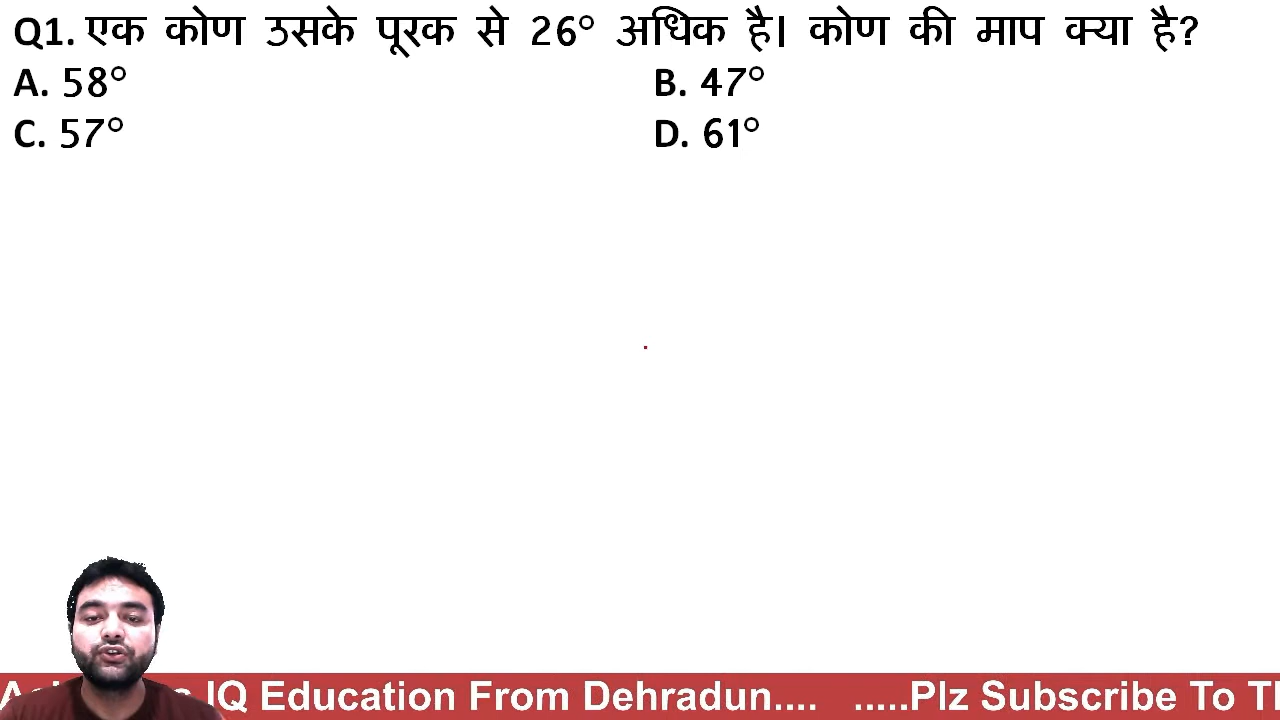 Q1. एक कोण उसके पूरक से 26° अधिक है। कोण की माप क्या है?
A. 58° B. 47°
C. 57° D. 61°
IQ Education From Dehradun.... .....Plz Subscribe To